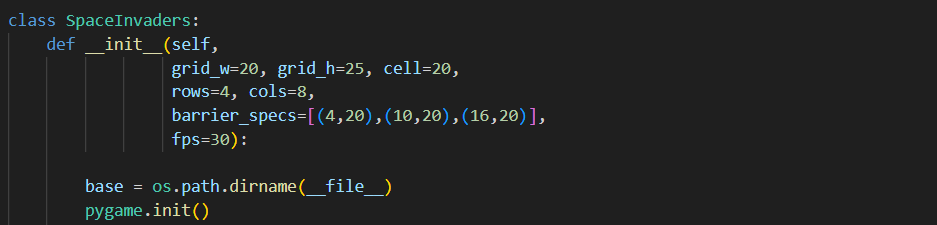 class SpaceInvaders:
def __init__(self,
grid_w=20, grid_h=25, cell=20,
rows=4, cols=8,
barrier_specs=[(4,20),(10,20),(16,20)],
fps=30):
base = os.path.dirname(__file__)
pygame.init()